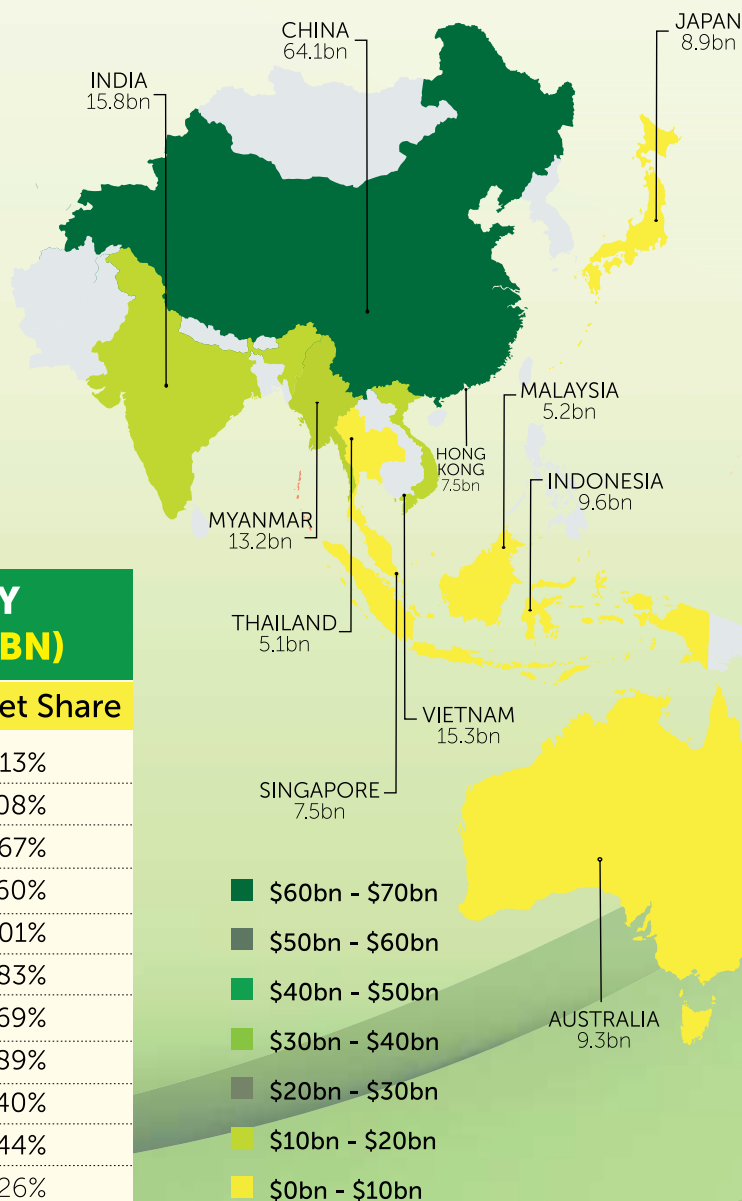 CHINA
64.1bn
JAPAN
8.9bn
INDIA
15.8bn
MALAYSIA
5.2bn
HONG
KONG
7.5bn
INDONESIA
9.6bn
MYANMAR
13.2bn
THAILAND
5.1bn
VIETNAM
15.3bn
SINGAPORE
7.5bn
AUSTRALIA
9.3bn
Y
BN)
et Share
13%
08%
67%
60%
01%
83%
69%
89%
40%
44%
26%
$60bn - $70bn
$50bn - $60bn
$40bn - $50bn
$30bn - $40bn
$20bn - $30bn
$10bn - $20bn
$0bn - $10bn